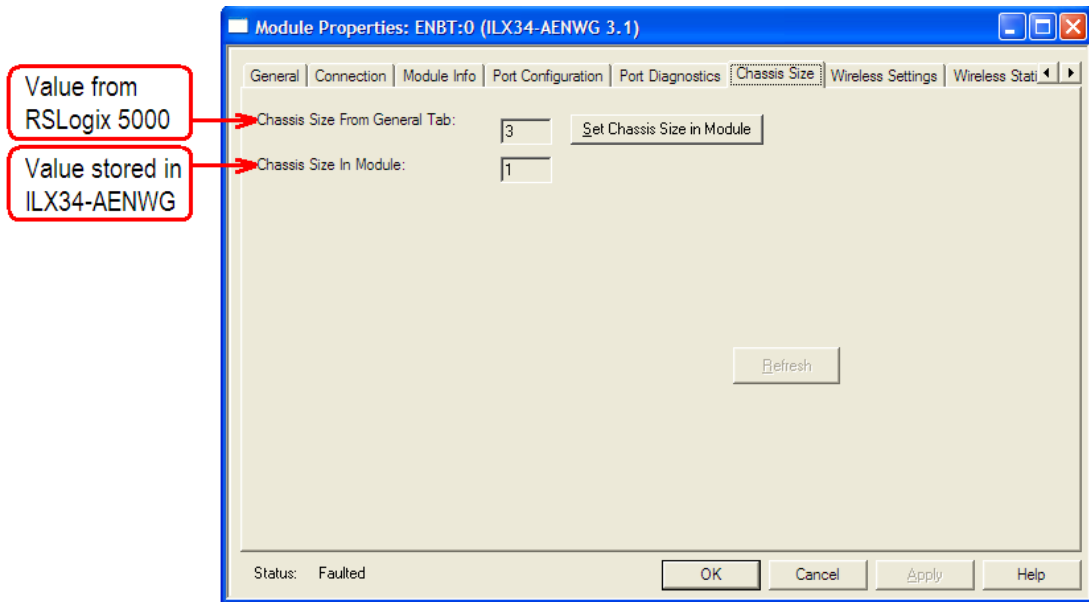 Module Properties: ENBT:0 (ILX34-AENWG 3.1)
General Connection Module Info Port Configuration Port Diagnostics Chassis Size Wireless Settings Wireless Stati
Value from
RSLogix 5000
Chassis Size From General Tab: 3 Set Chassis Size in Module
Value stored in
ILX34-AENWG
Chassis Size In Module: 1
Refresh
Status: Faulted OK Cancel Apply Help